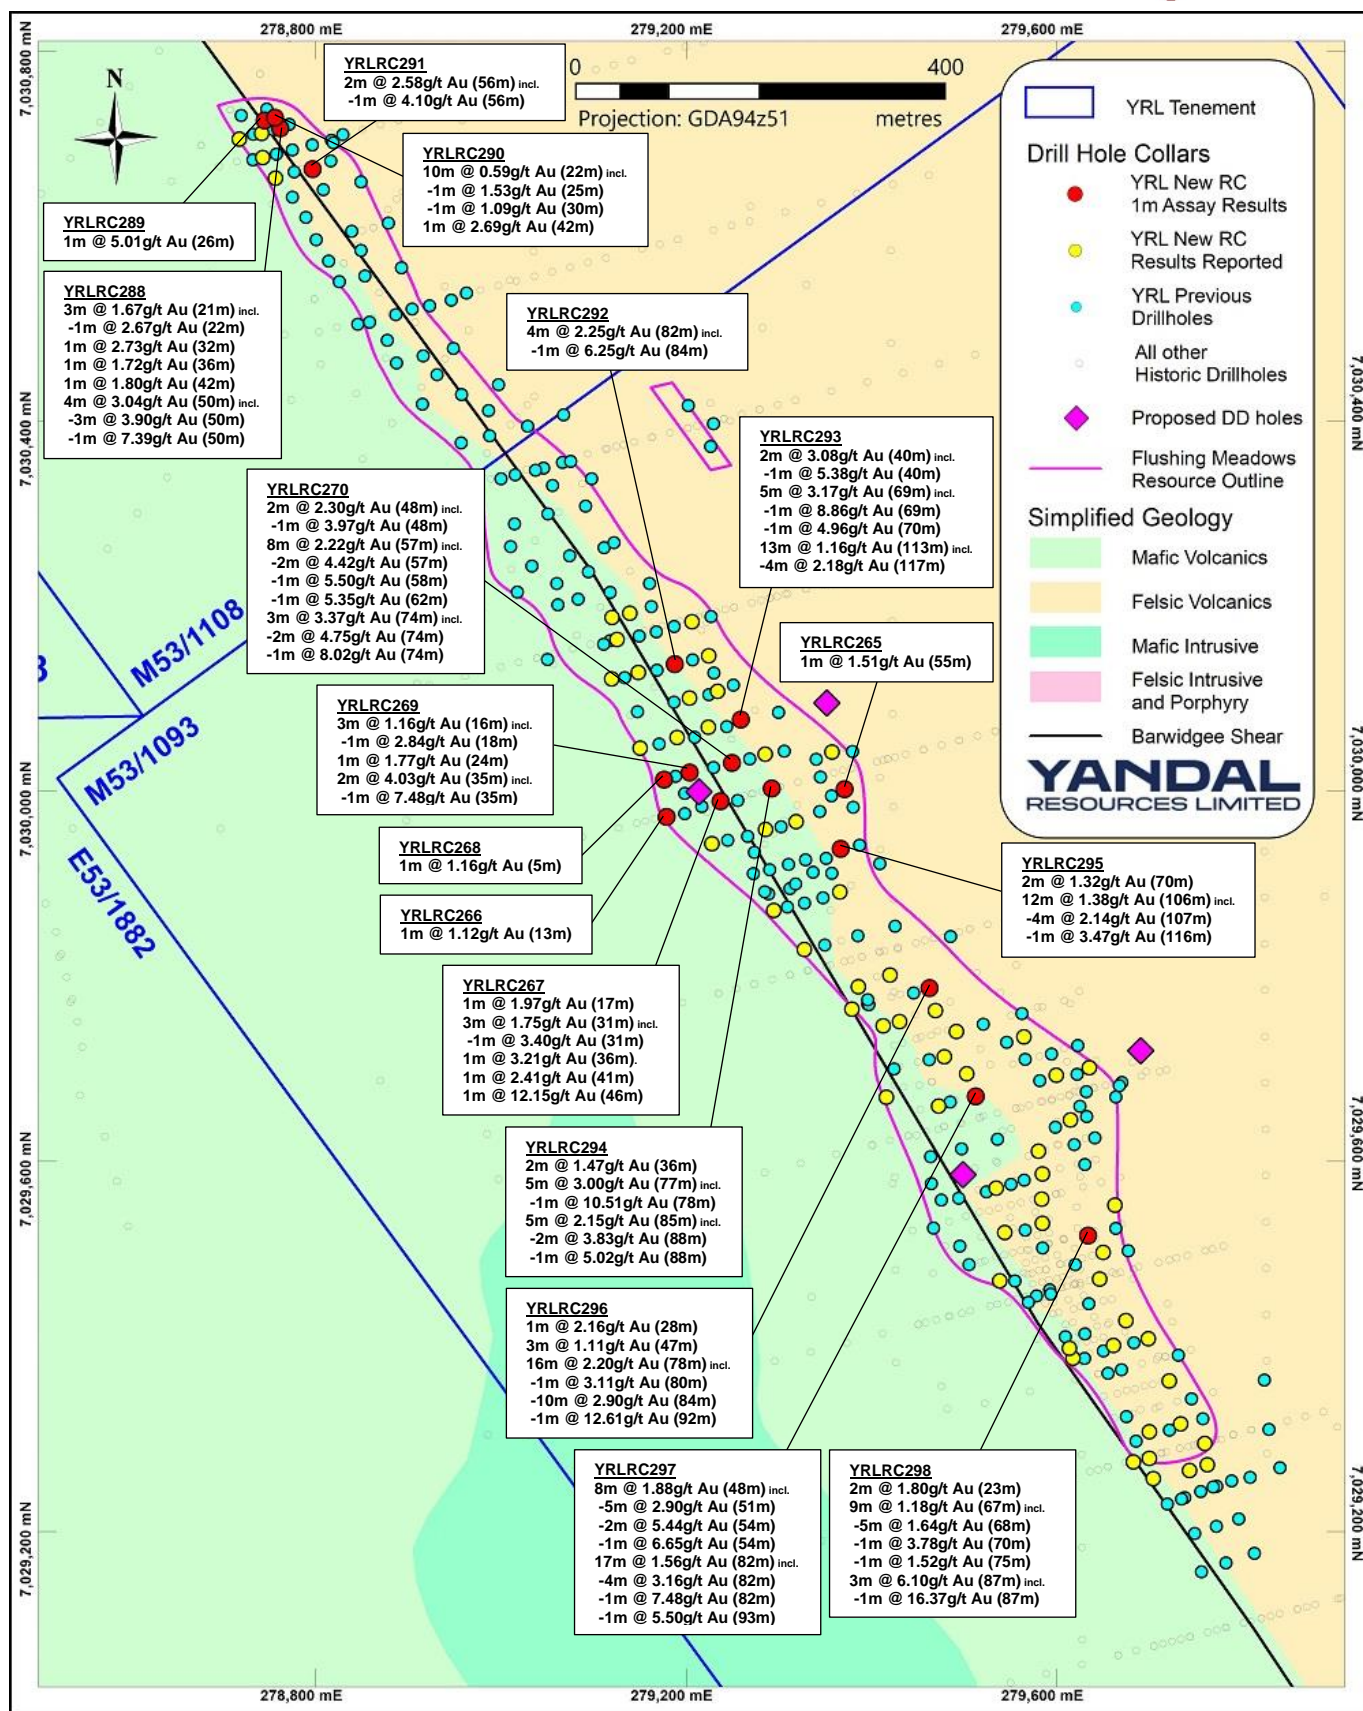 278,800 mE
279,200 mE
279,600 mE
7,030,800 mN
N
0
400
Projection: GDA94z51
metres
YRLRC291
2m @ 2.58g/t Au (56m) incl.
-1m @ 4.10g/t Au (56m)
YRLRC290
10m @ 0.59g/t Au (22m) incl.
-1m @ 1.53g/t Au (25m)
-1m @ 1.09g/t Au (30m)
1m @ 2.69g/t Au (42m)
YRLRC289
1m @ 5.01g/t Au (26m)
YRLRC288
3m @ 1.67g/t Au (21m) incl.
-1m @ 2.67g/t Au (22m)
1m @ 2.73g/t Au (32m)
1m @ 1.72g/t Au (36m)
1m @ 1.80g/t Au (42m)
4m @ 3.04g/t Au (50m) incl.
-3m @ 3.90g/t Au (50m)
-1m @ 7.39g/t Au (50m)
YRLRC292
4m @ 2.25g/t Au (82m) incl.
-1m @ 6.25g/t Au (84m)
YRL Tenement
Drill Hole Collars
YRL New RC
1m Assay Results
YRL New RC
Results Reported
YRL Previous
Drillholes
All other
Historic Drillholes
Proposed DD holes
Flushing Meadows
Resource Outline
Simplified Geology
Mafic Volcanics
Felsic Volcanics
Mafic Intrusive
Felsic Intrusive
and Porphyry
Barwidgee Shear
YANDAL
RESOURCES LIMITED
7,030,400 mN
7,030,400 mN
YRLRC293
2m @ 3.08g/t Au (40m) incl.
-1m @ 5.38g/t Au (40m)
5m @ 3.17g/t Au (69m) incl.
-1m @ 8.86g/t Au (69m)
-1m @ 4.96g/t Au (70m)
13m @ 1.16g/t Au (113m) incl.
-4m @ 2.18g/t Au (117m)
YRLRC270
2m @ 2.30g/t Au (48m) incl.
-1m @ 3.97g/t Au (48m)
8m @ 2.22g/t Au (57m) incl.
-2m @ 4.42g/t Au (57m)
-1m @ 5.50g/t Au (58m)
-1m @ 5.35g/t Au (62m)
3m @ 3.37g/t Au (74m) incl.
-2m @ 4.75g/t Au (74m)
-1m @ 8.02g/t Au (74m)
YRLRC265
1m @ 1.51g/t Au (55m)
M53/1108
M53/1093
E53/1882
YRLRC269
3m @ 1.16g/t Au (16m) incl.
-1m @ 2.84g/t Au (18m)
1m @ 1.77g/t Au (24m)
2m @ 4.03g/t Au (35m) incl.
-1m @ 7.48g/t Au (35m)
7,030,000 mN
7,030,000 mN
YRLRC268
1m @ 1.16g/t Au (5m)
YRLRC266
1m @ 1.12g/t Au (13m)
YRLRC295
2m @ 1.32g/t Au (70m)
12m @ 1.38g/t Au (106m) incl.
-4m @ 2.14g/t Au (107m)
-1m @ 3.47g/t Au (116m)
YRLRC267
1m @ 1.97g/t Au (17m)
3m @ 1.75g/t Au (31m) incl.
-1m @ 3.40g/t Au (31m)
1m @ 3.21g/t Au (36m).
1m @ 2.41g/t Au (41m)
1m @ 12.15g/t Au (46m)
YRLRC294
2m @ 1.47g/t Au (36m)
5m @ 3.00g/t Au (77m) incl.
-1m @ 10.51g/t Au (78m)
5m @ 2.15g/t Au (85m) incl.
-2m @ 3.83g/t Au (88m)
-1m @ 5.02g/t Au (88m)
7,029,600 mN
7,029,600 mN
YRLRC296
1m @ 2.16g/t Au (28m)
3m @ 1.11g/t Au (47m)
16m @ 2.20g/t Au (78m) incl.
-1m @ 3.11g/t Au (80m)
-10m @ 2.90g/t Au (84m)
-1m @ 12.61g/t Au (92m)
YRLRC297
8m @ 1.88g/t Au (48m) incl.
-5m @ 2.90g/t Au (51m)
-2m @ 5.44g/t Au (54m)
-1m @ 6.65g/t Au (54m)
17m @ 1.56g/t Au (82m) incl.
-4m @ 3.16g/t Au (82m)
-1m @ 7.48g/t Au (82m)
-1m @ 5.50g/t Au (93m)
YRLRC298
2m @ 1.80g/t Au (23m)
9m @ 1.18g/t Au (67m) incl.
-5m @ 1.64g/t Au (68m)
-1m @ 3.78g/t Au (70m)
-1m @ 1.52g/t Au (75m)
3m @ 6.10g/t Au (87m) incl.
-1m @ 16.37g/t Au (87m)
7,029,200 mN
7,029,200 mN
278,800 mE
279,200 mE
279,600 mE